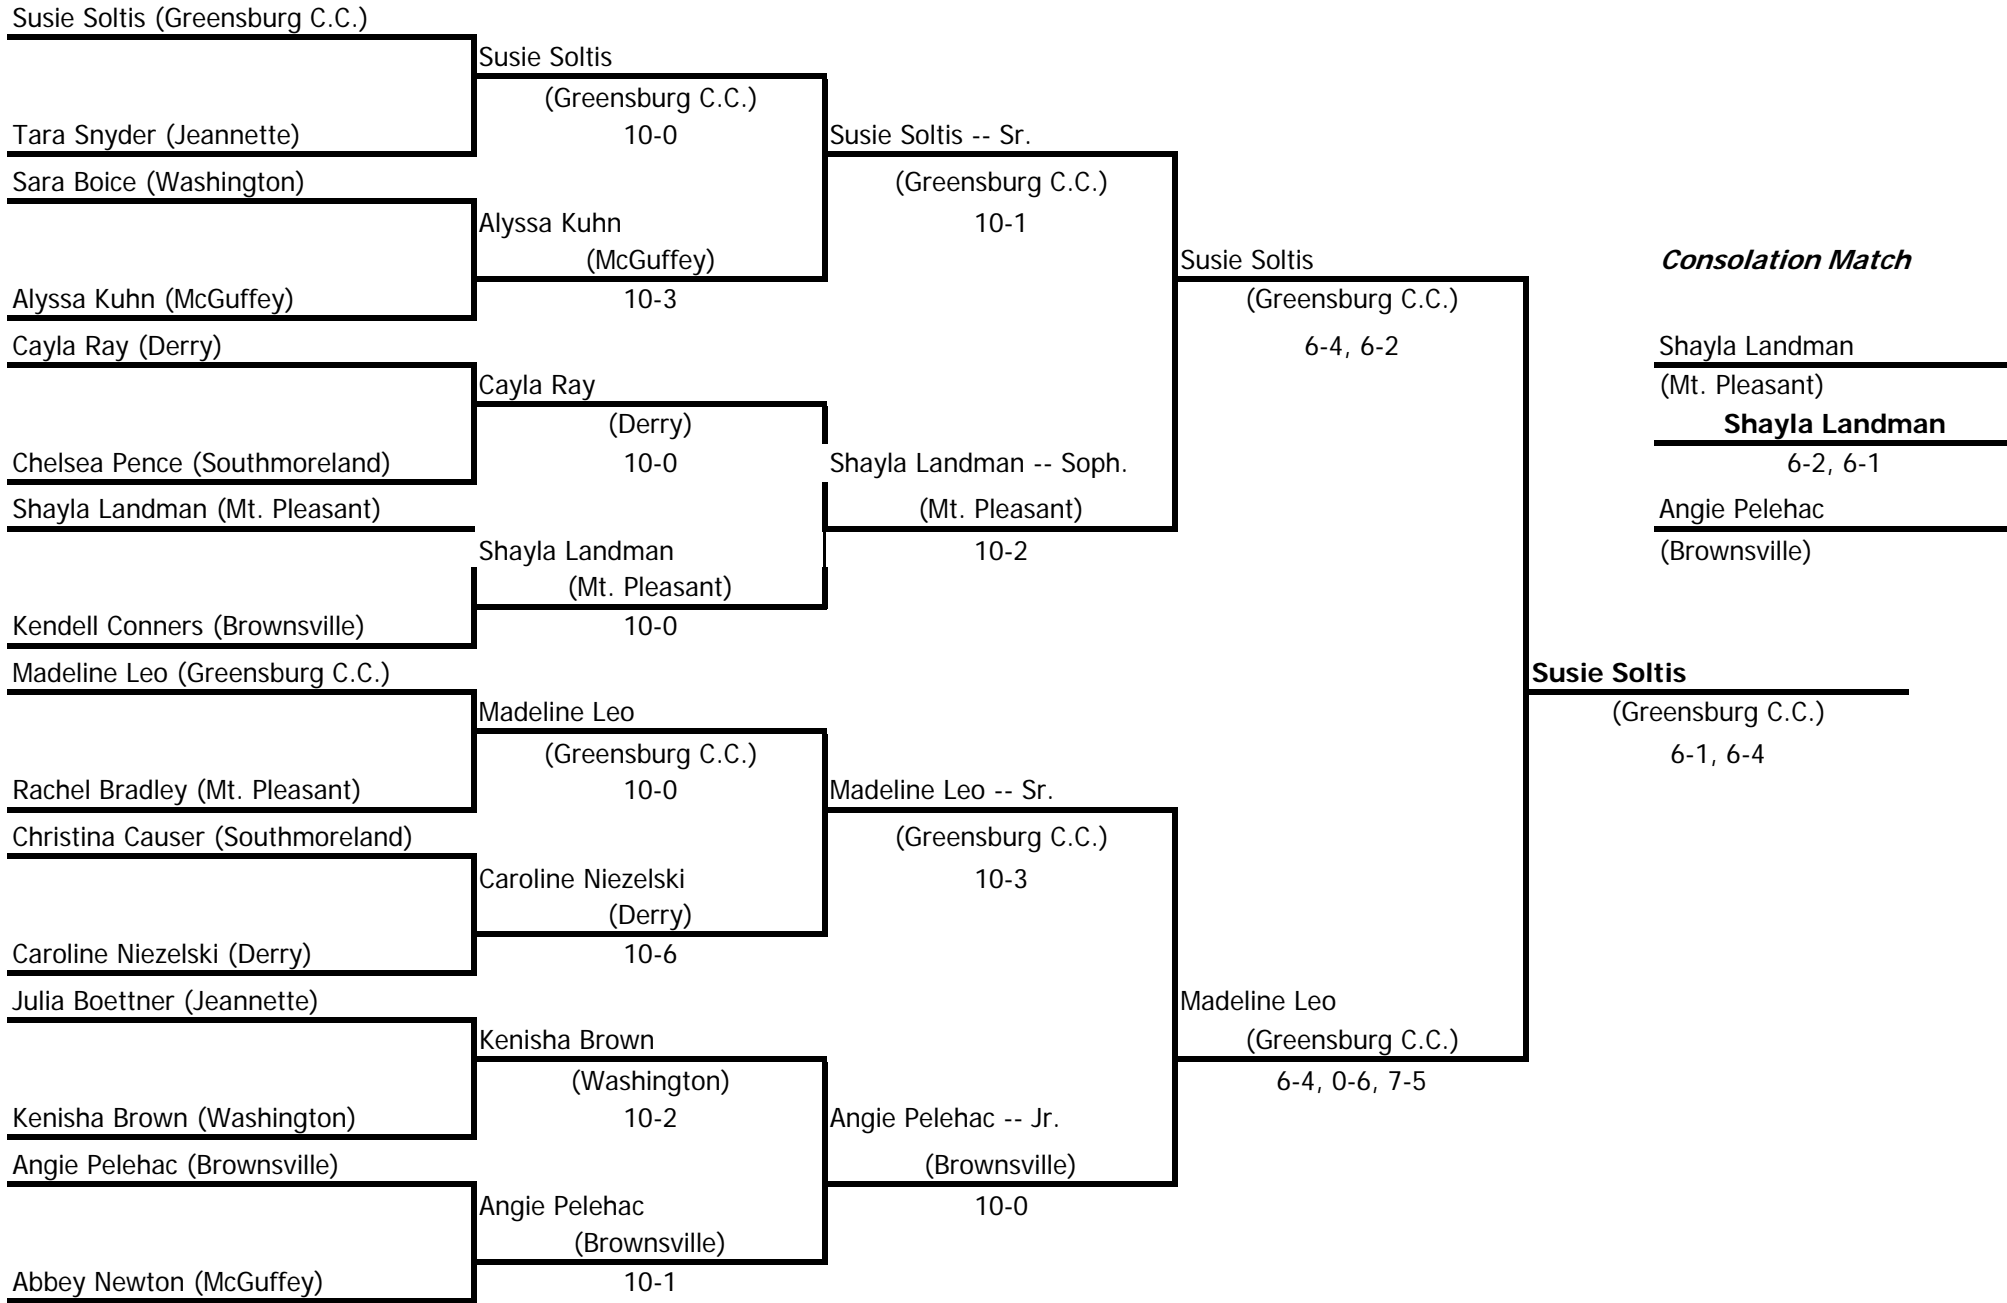 Susie Soltis (Greensburg C.C.)
Tara Snyder (Jeannette)
Sara Boice (Washington)
Alyssa Kuhn (McGuffey)
Cayla Ray (Derry)
Chelsea Pence (Southmoreland)
Shayla Landman (Mt. Pleasant)
Kendell Conners (Brownsville)
Madeline Leo (Greensburg C.C.)
Rachel Bradley (Mt. Pleasant)
Christina Causer (Southmoreland)
Caroline Niezelski (Derry)
Julia Boettner (Jeannette)
Kenisha Brown (Washington)
Angie Pelehac (Brownsville)
Abbey Newton (McGuffey)
Susie Soltis
(Greensburg C.C.)
10-0
Alyssa Kuhn
(McGuffey)
10-3
Cayla Ray
(Derry)
10-0
Shayla Landman
(Mt. Pleasant)
10-0
Madeline Leo
(Greensburg C.C.)
10-0
Caroline Niezelski
(Derry)
10-6
Kenisha Brown
(Washington)
10-2
Angie Pelehac
(Brownsville)
10-1
Susie Soltis -- Sr.
(Greensburg C.C.)
10-1
Shayla Landman -- Soph.
(Mt. Pleasant)
10-2
Madeline Leo -- Sr.
(Greensburg C.C.)
10-3
Angie Pelehac -- Jr.
(Brownsville)
10-0
Susie Soltis
(Greensburg C.C.)
6-4, 6-2
Madeline Leo
(Greensburg C.C.)
6-4, 0-6, 7-5
Susie Soltis
(Greensburg C.C.)
6-1, 6-4
Consolation Match
Shayla Landman
(Mt. Pleasant)
Shayla Landman
6-2, 6-1
Angie Pelehac
(Brownsville)